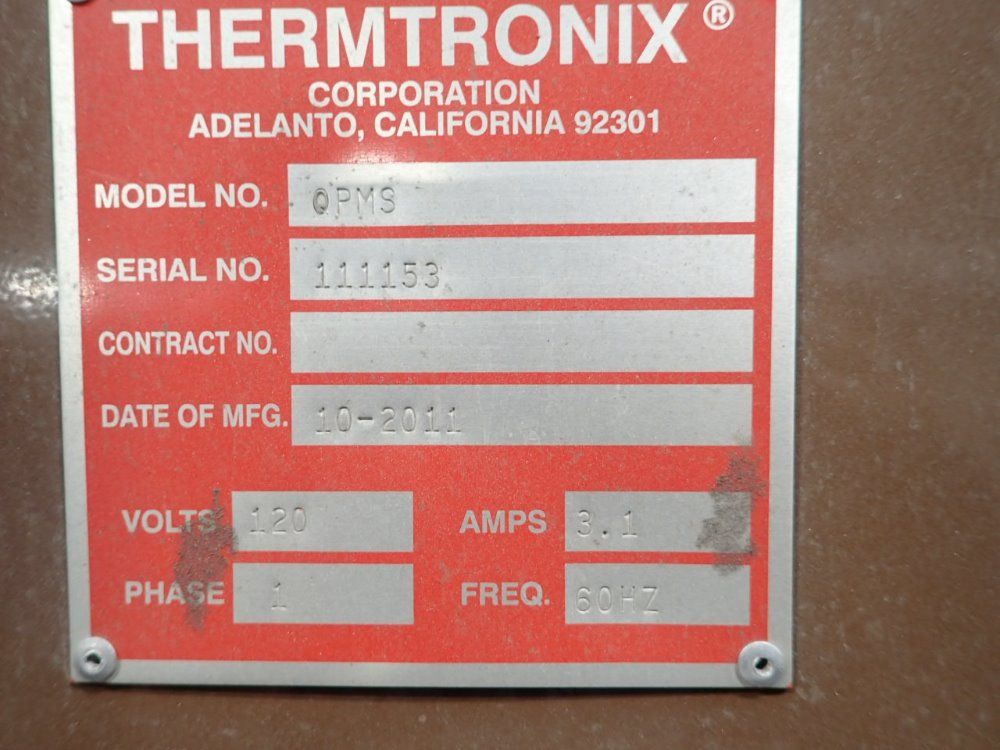 THERMTRONIX ®
CORPORATION
ADELANTO, CALIFORNIA 92301
MODEL NO. QPMS
SERIAL NO. 111153
CONTRACT NO.
DATE OF MFG. 10-2011
VOLTS 120 AMPS 3.1
PHASE 1 FREQ. 60HZ